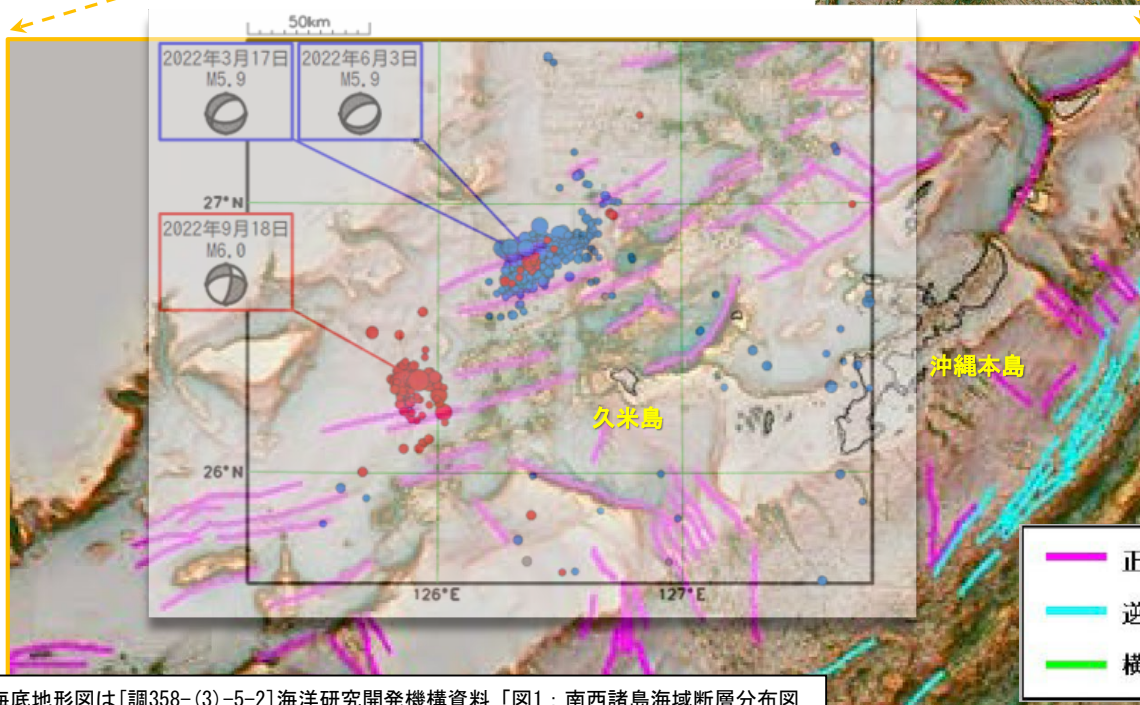 50km
2022年3月17日
M5.9
2022年6月3日
M5.9
27°N
2022年9月18日
M6.0
沖縄本島
久米島
26°N
126°E
127°E
正
逆
横
海底地形図は[調358-(3)-5-2]海洋研究開発機構資料「図1：南西諸島海域断層分布図